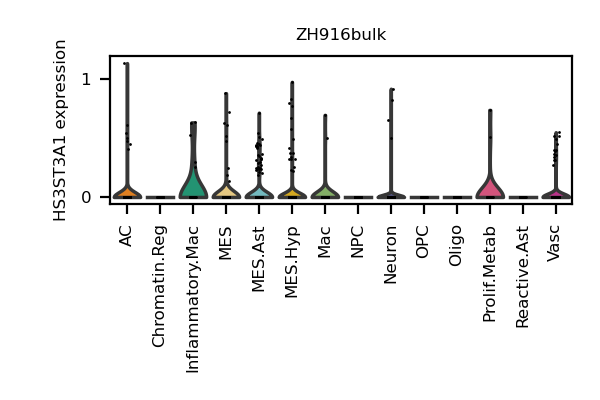 ZH916bulk
HS3ST3A1 expression
1
0
AC
Chromatin.Reg
Inflammatory.Mac
MES
MES.Ast
MES.Hyp
Mac
NPC
Neuron
OPC
Oligo
Prolif.Metab
Reactive.Ast
Vasc